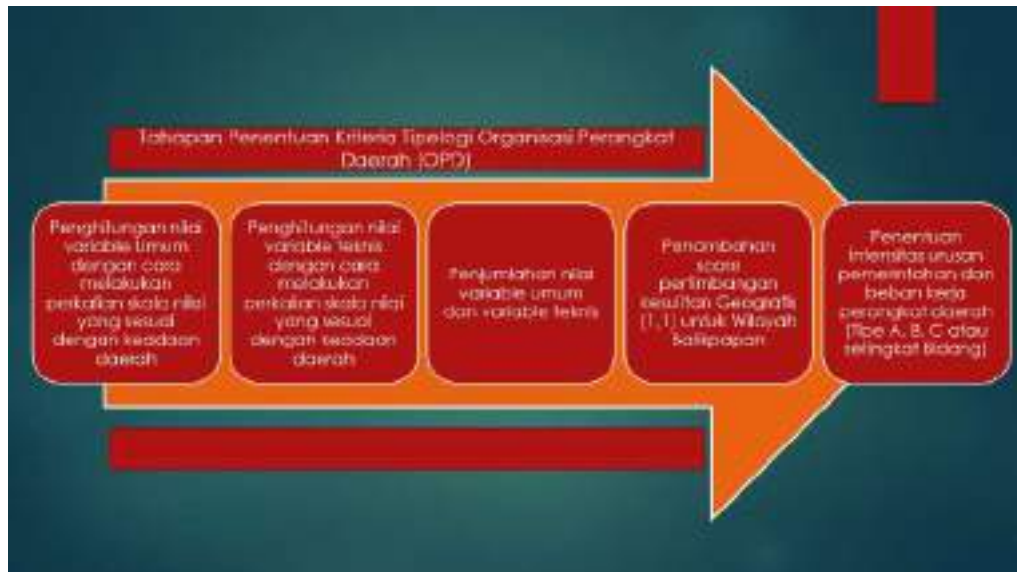 Tahapan Penentuan Kriteria Tipelogi Organisasi Perangkat
Daerah (OPD)
Penghitungan nilai
variable Umum
dengan cara
melakukan
perkalian skala nilai
yang sesuai
dengan keadaan
daerah
Penghitungan nilai
variable teknis
dengan cara
melakukan
perkalian skala nilai
yang sesuai
dengan keadaan
daerah
Penjumlahan nilai
variable umum
dan variable teknis
Penambahan
pertimbangan
kesulitan Geografis
(1,1) untuk Wilayah
Balikpapan
Penentuan
intensitas urusan
pemerintahan dan
beban kerja
perangkat daerah
(Tipe A, B, C atau
setingkat Bidang)